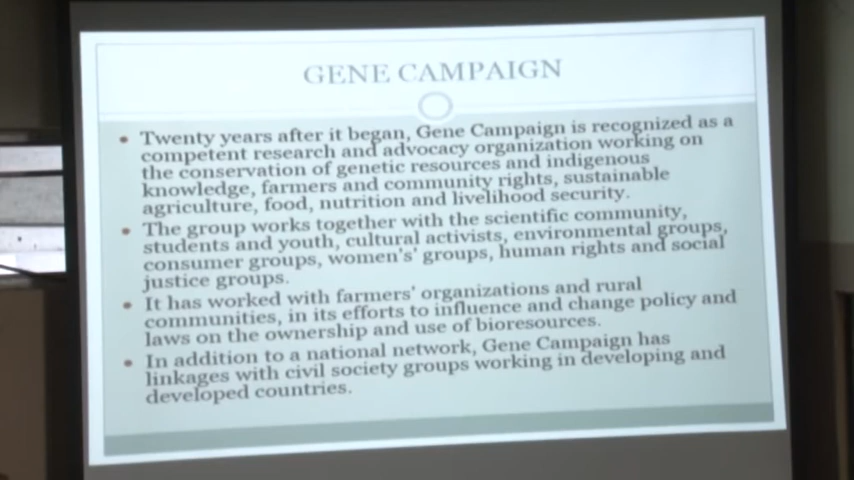 GENE CAMPAIGN
• Twenty years after it began, Gene Campaign is recognized as a
competent research and advocacy organization working on
the conservation of genetic resources and indigenous
knowledge, farmers and community rights, sustainable
agriculture, food, nutrition and livelihood security.
• The group works together with the scientific community,
students and youth, cultural activists, environmental groups,
consumer groups, women's' groups, human rights and social
justice groups.
• It has worked with farmers' organizations and rural
communities, in its efforts to influence and change policy and
laws on the ownership and use of bioresources.
• In addition to a national network, Gene Campaign has
linkages with civil society groups working in developing and
developed countries.